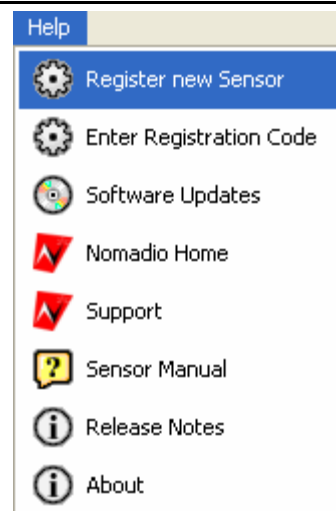 Help
Register new Sensor
Enter Registration Code
Software Updates
Nomadio Home
Support
? Sensor Manual
Release Notes
About